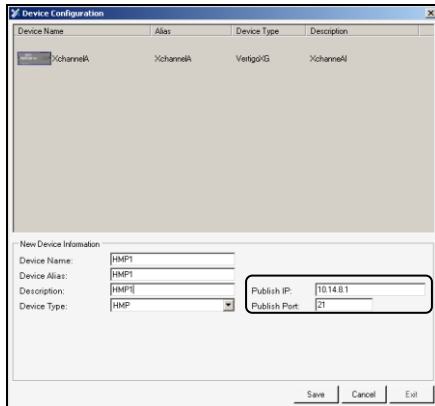 Device Configuration
Device Name Alias Device Type Description
XchannelA XchannelA VertigoXG XchannelAI
New Device Information
Device Name: HMP1
Device Alias: HMP1
Description: HMP1 Publish IP: 10.14.8.1
Device Type: HMP Publish Port: 21
Save Cancel Exit